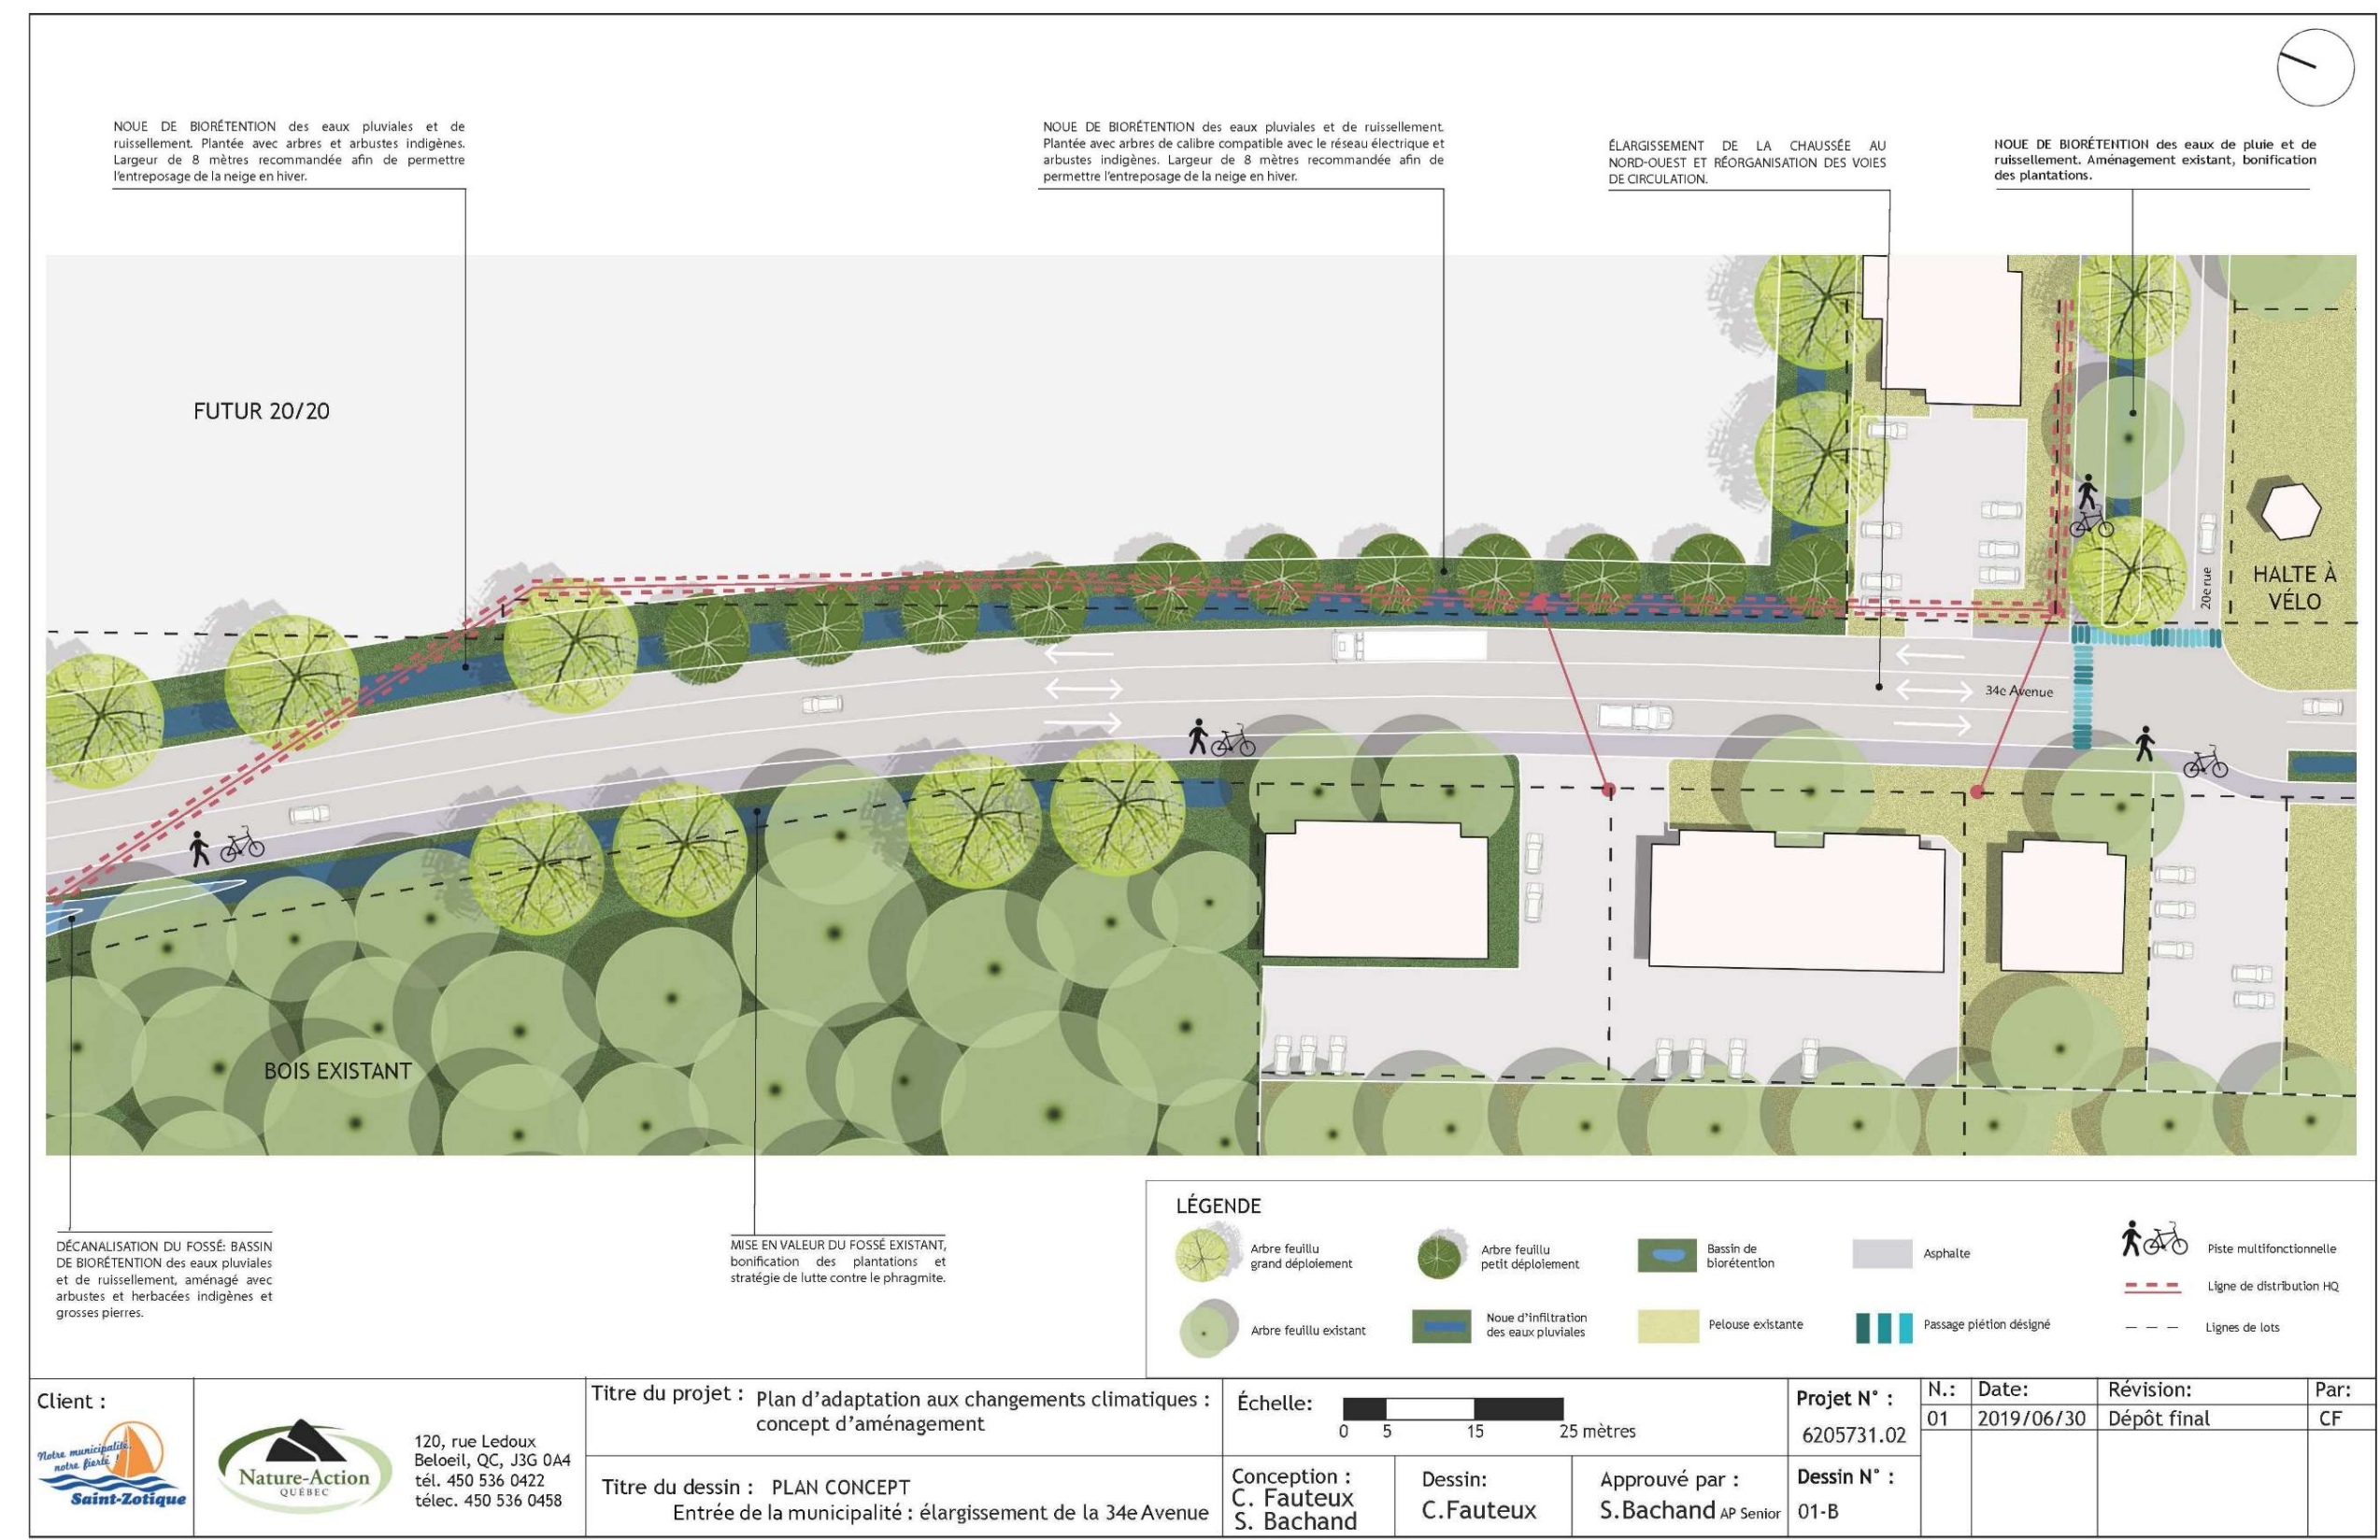 NOUE DE BIORÉTENTION des eaux pluviales et de
ruissellement. Plantée avec arbres et arbustes indigènes.
Largeur de 8 mètres recommandée afin de permettre
l'entreposage de la neige en hiver.
NOUE DE BIORÉTENTION des eaux pluviales et de ruissellement.
Plantée avec arbres de calibre compatible avec le réseau électrique et
arbustes indigènes. Largeur de 8 mètres recommandée afin de
permettre l'entreposage de la neige en hiver.
ÉLARGISSEMENT DE LA CHAUSSÉE AU
NORD-OUEST ET RÉORGANISATION DES VOIES
DE CIRCULATION.
NOUE DE BIORÉTENTION des eaux de pluie et de
ruissellement. Aménagement existant, bonification
des plantations.
FUTUR 20/20
20e rue
HALTE À
VÉLO
34e Avenue
BOIS EXISTANT
DÉCANALISATION DU FOSSÉ: BASSIN
DE BIORÉTENTION des eaux pluviales
et de ruissellement, aménagé avec
arbustes et herbacées indigènes et
grosses pierres.
MISE EN VALEUR DU FOSSÉ EXISTANT,
bonification des plantations et
stratégie de lutte contre le phragmite.
LÉGENDE
Arbre feuillu
grand déploiement
Arbre feuillu
petit déploiement
Bassin de
biorétention
Asphalte
Piste multifonctionnelle
Ligne de distribution HQ
Arbre feuillu existant
Noue d'infiltration
des eaux pluviales
Pelouse existante
Passage piétion désigné
Lignes de lots
Client :
Notre municipalité,
notre fierté !
Saint-Zotique
Nature-Action
QUÉBEC
120, rue Ledoux
Beloeil, QC, J3G 0A4
tél. 450 536 0422
télec. 450 536 0458
Titre du projet : Plan d'adaptation aux changements climatiques :
concept d'aménagement
Titre du dessin : PLAN CONCEPT
Entrée de la municipalité : élargissement de la 34e Avenue
Échelle:
0 5 15 25 mètres
Conception :
C. Fauteux
S. Bachand
Dessin:
C.Fauteux
Approuvé par :
S.Bachand AP Senior
Projet N° :
6205731.02
Dessin N° :
01-B
N.: Date: Révision: Par:
01 2019/06/30 Dépôt final CF